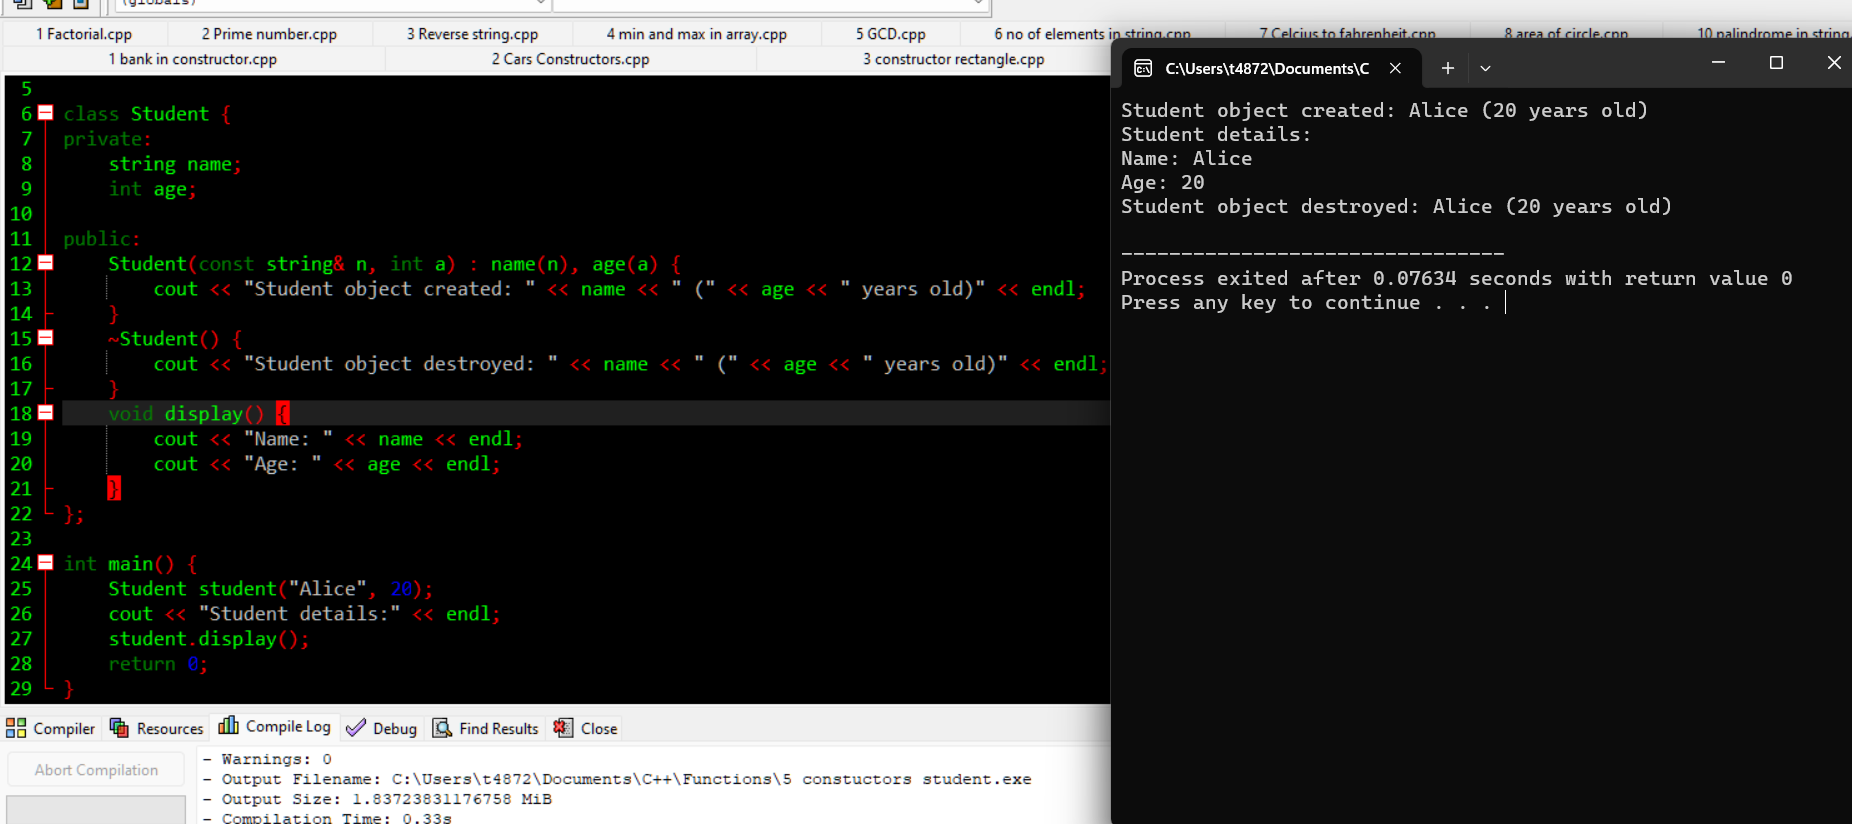 (globals)
1 Factorial.cpp 2 Prime number.cpp 3 Reverse string.cpp 4 min and max in array.cpp 5 GCD.cpp 6 no of elements in string.cpp 7 Celcius to fahrenheit.cpp 8 area of circle.cpp 10 palindrome in string
1 bank in constructor.cpp 2 Cars Constructors.cpp 3 constructor rectangle.cpp
5
6 class Student {
7 private:
8 string name;
9 int age;
10
11 public:
12 Student(const string& n, int a) : name(n), age(a) {
13 cout << "Student object created: " << name << " (" << age << " years old)" << endl;
14 }
15 ~Student() {
16 cout << "Student object destroyed: " << name << " (" << age << " years old)" << endl;
17 }
18 void display() {
19 cout << "Name: " << name << endl;
20 cout << "Age: " << age << endl;
21 }
22 };
23
24 int main() {
25 Student student("Alice", 20);
26 cout << "Student details:" << endl;
27 student.display();
28 return 0;
29 }
Compiler Resources Compile Log Debug Find Results Close
Abort Compilation
- Warnings: 0
- Output Filename: C:\Users\t4872\Documents\C++\Functions\5 constuctors student.exe
- Output Size: 1.83723831176758 MiB
- Compilation Time: 0.33s
C:\Users\t4872\Documents\C
Student object created: Alice (20 years old)
Student details:
Name: Alice
Age: 20
Student object destroyed: Alice (20 years old)
--------------------------------
Process exited after 0.07634 seconds with return value 0
Press any key to continue . . .